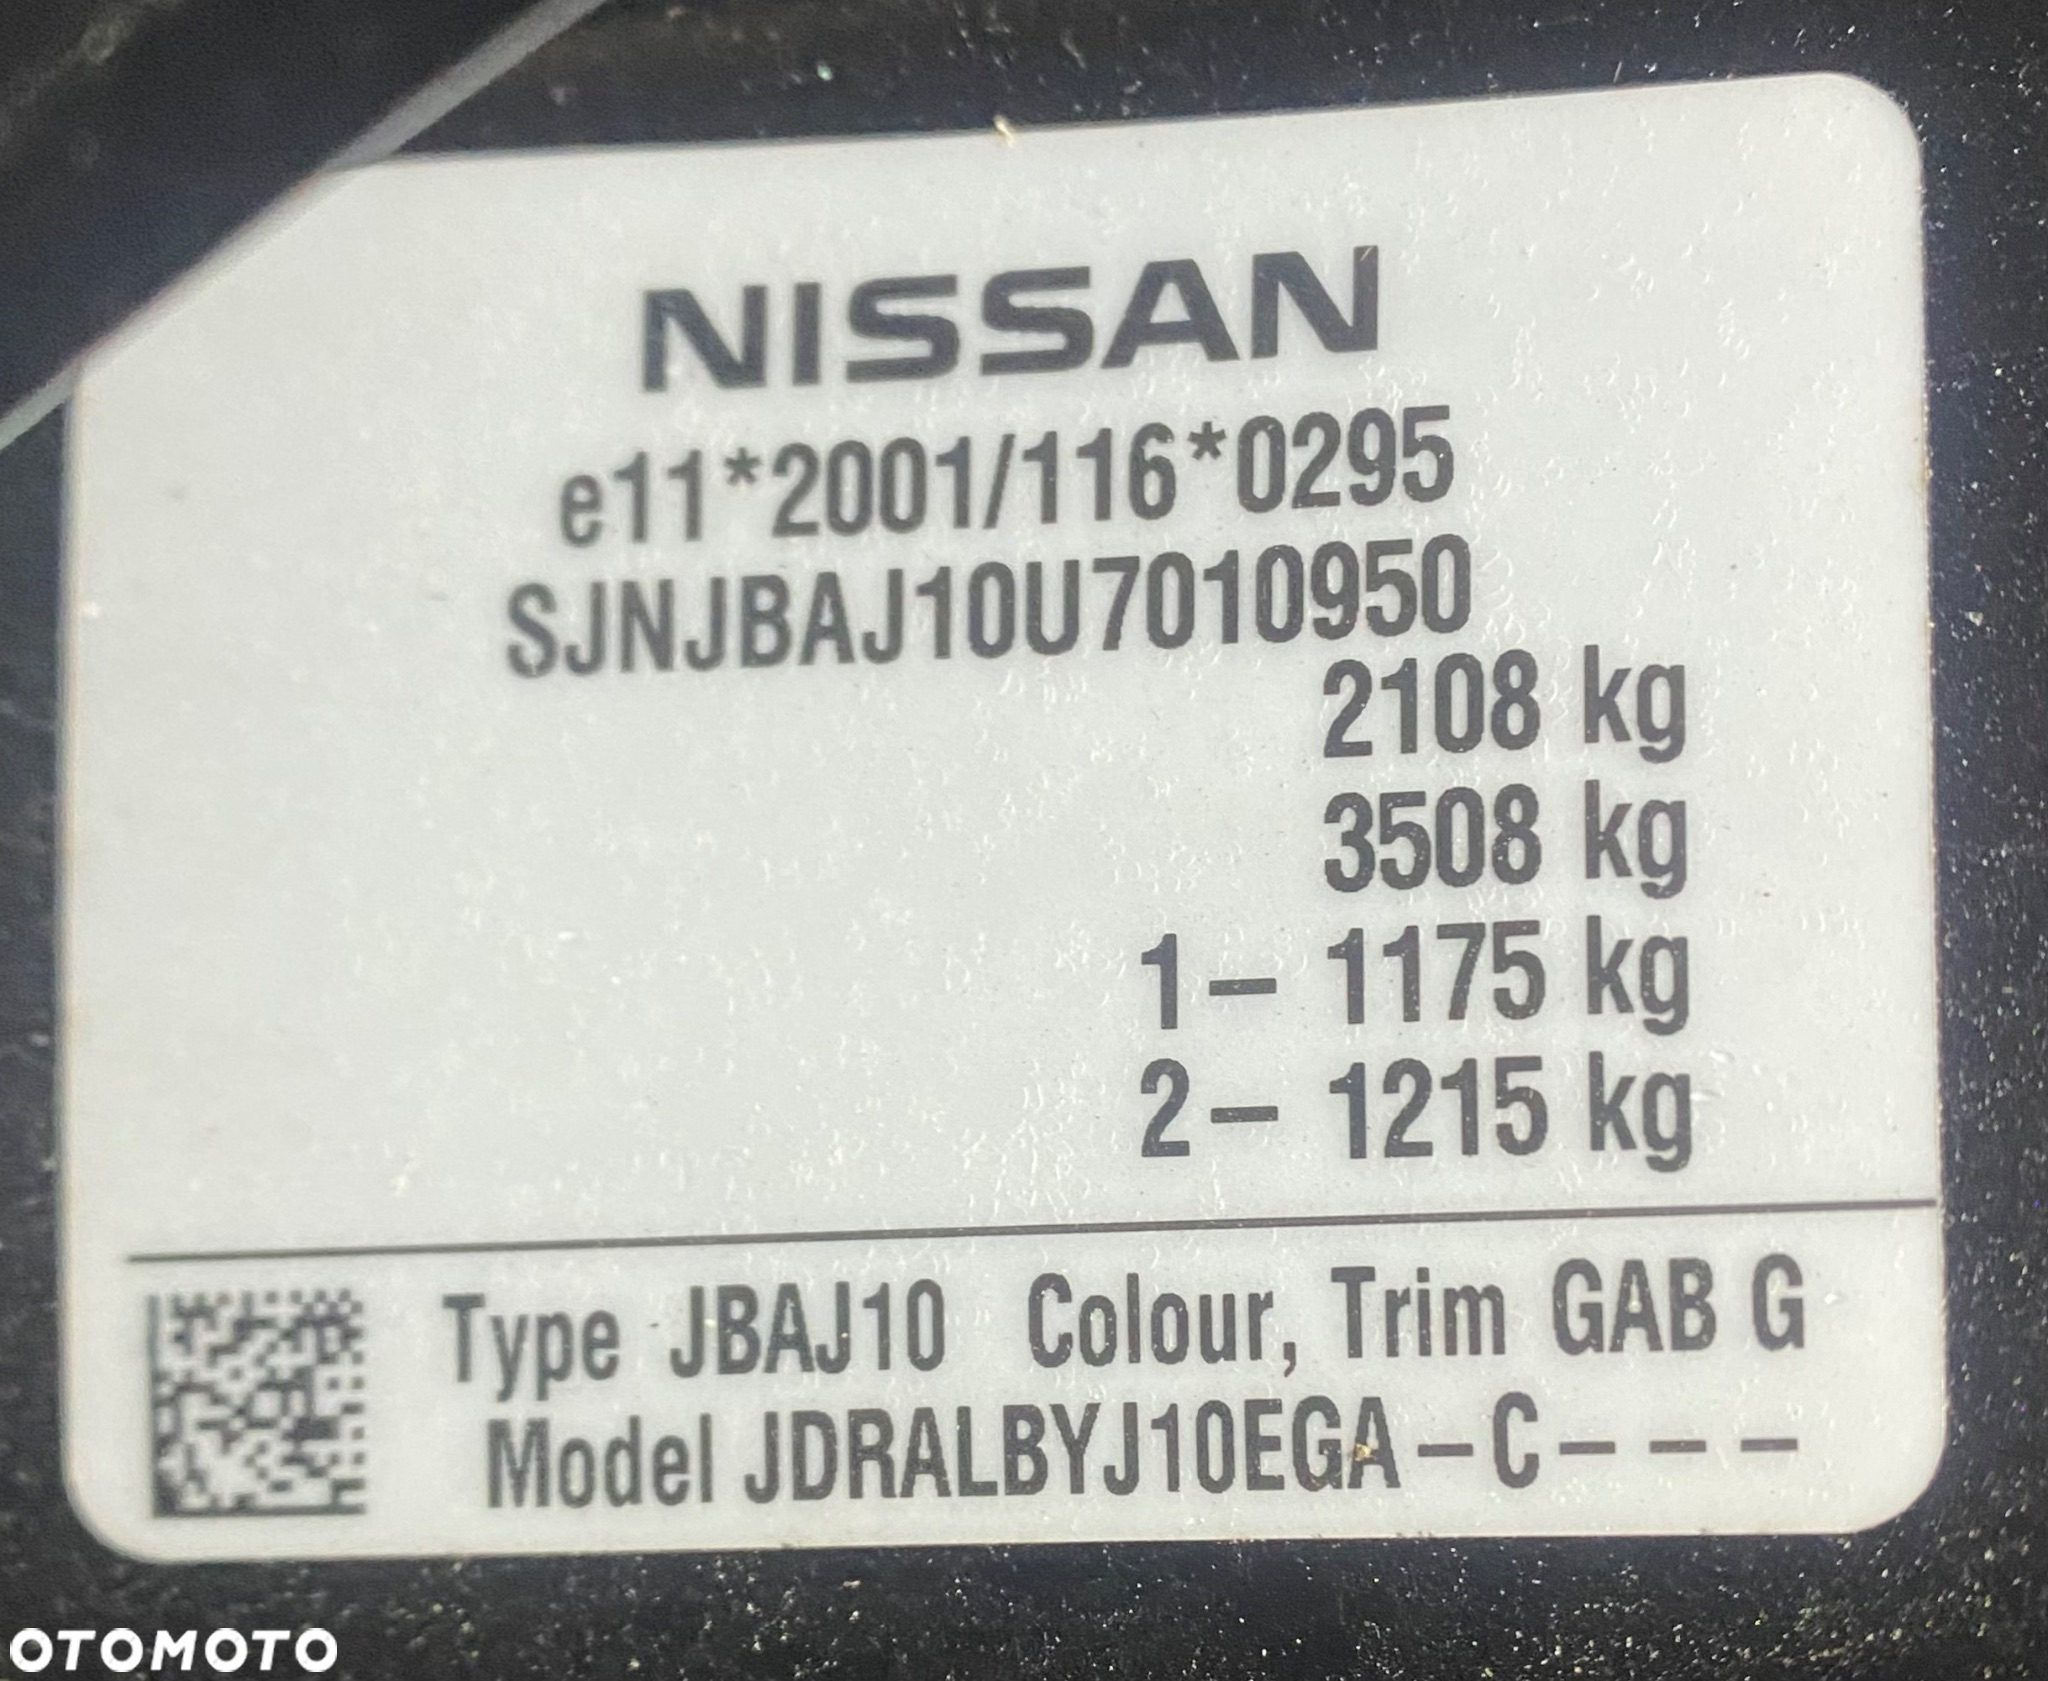 NISSAN
e11*2001/116*0295
SJNJBAJ10U7010950
2108 kg
3508 kg
1– 1175 kg
2– 1215 kg
Type JBAJ10 Colour, Trim GAB G
Model JDRALBYJ10EGA–C–––
OTOMOTO